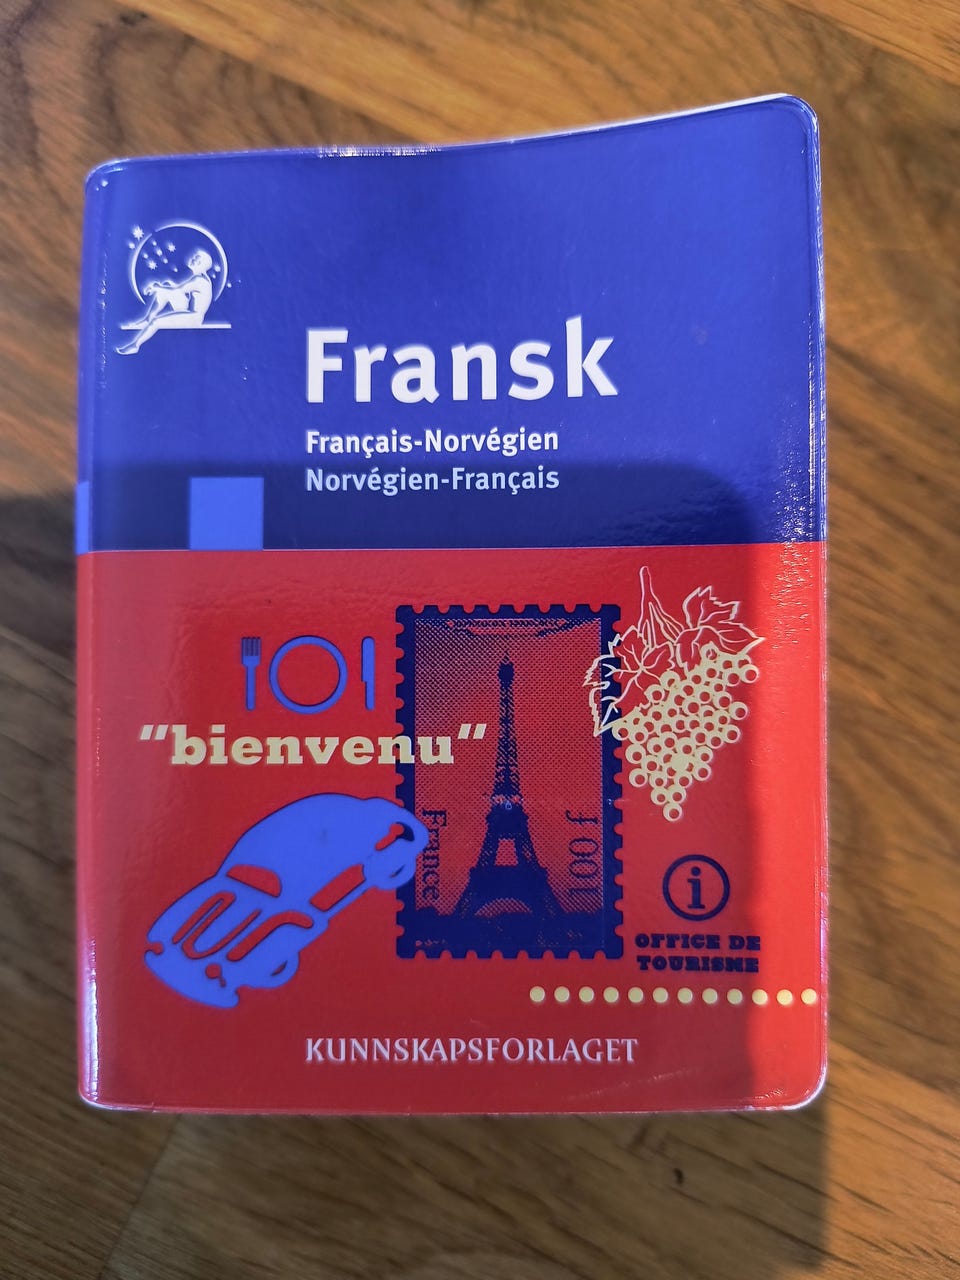 Fransk
Français-Norvégien
Norvégien-Français
"bienvenu"
France
100 f
i
OFFICE DE
TOURISME
KUNNSKAPSFORLAGET